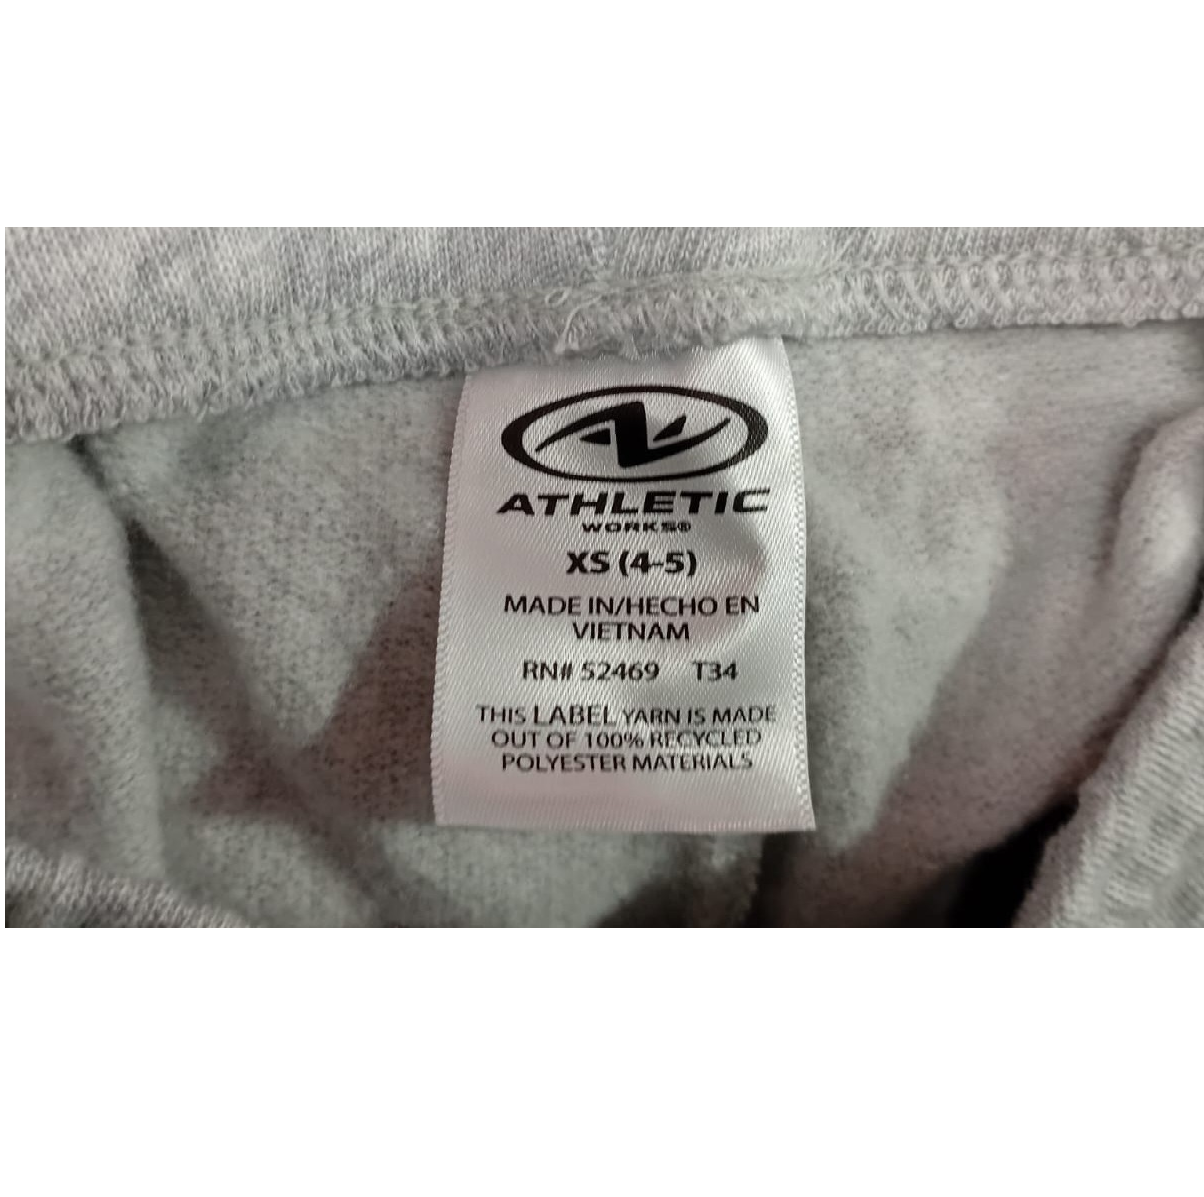 ATHLETIC
WORKS®
XS (4-5)
MADE IN/HECHO EN
VIETNAM
RN# 52469 T34
THIS LABEL YARN IS MADE
OUT OF 100% RECYCLED
POLYESTER MATERIALS